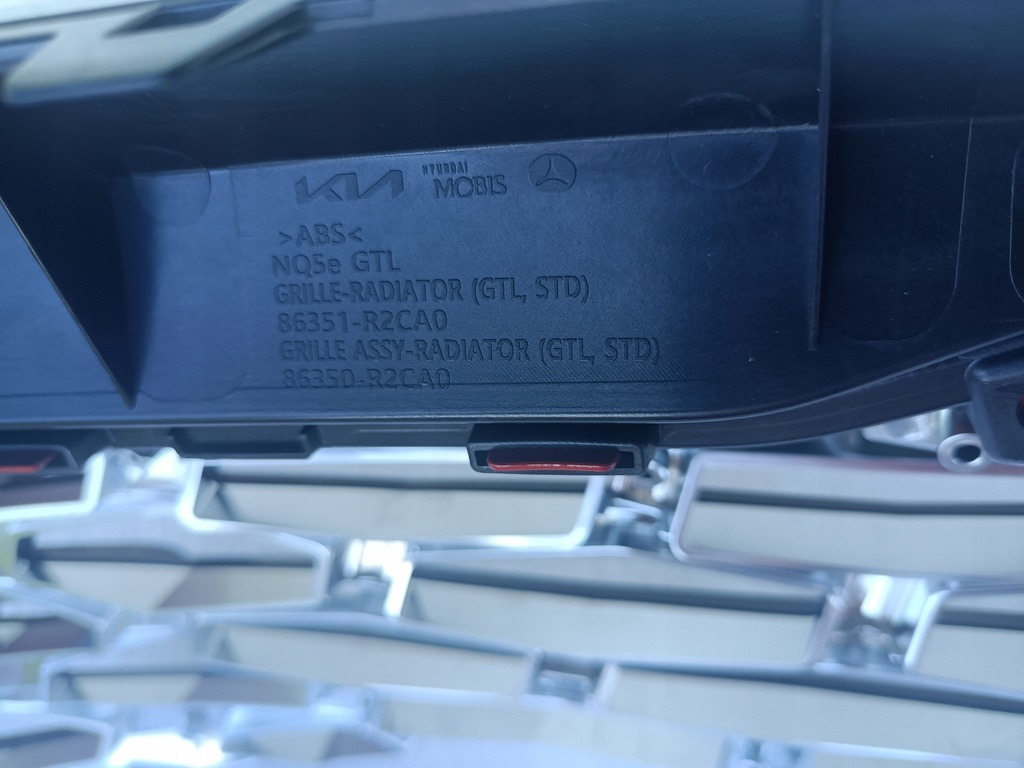 KIA HYUNDAI MOBIS
>ABS<
NQ5e GTL
GRILLE-RADIATOR (GTL, STD)
86351-R2CA0
GRILLE ASSY-RADIATOR (GTL, STD)
86350-R2CA0